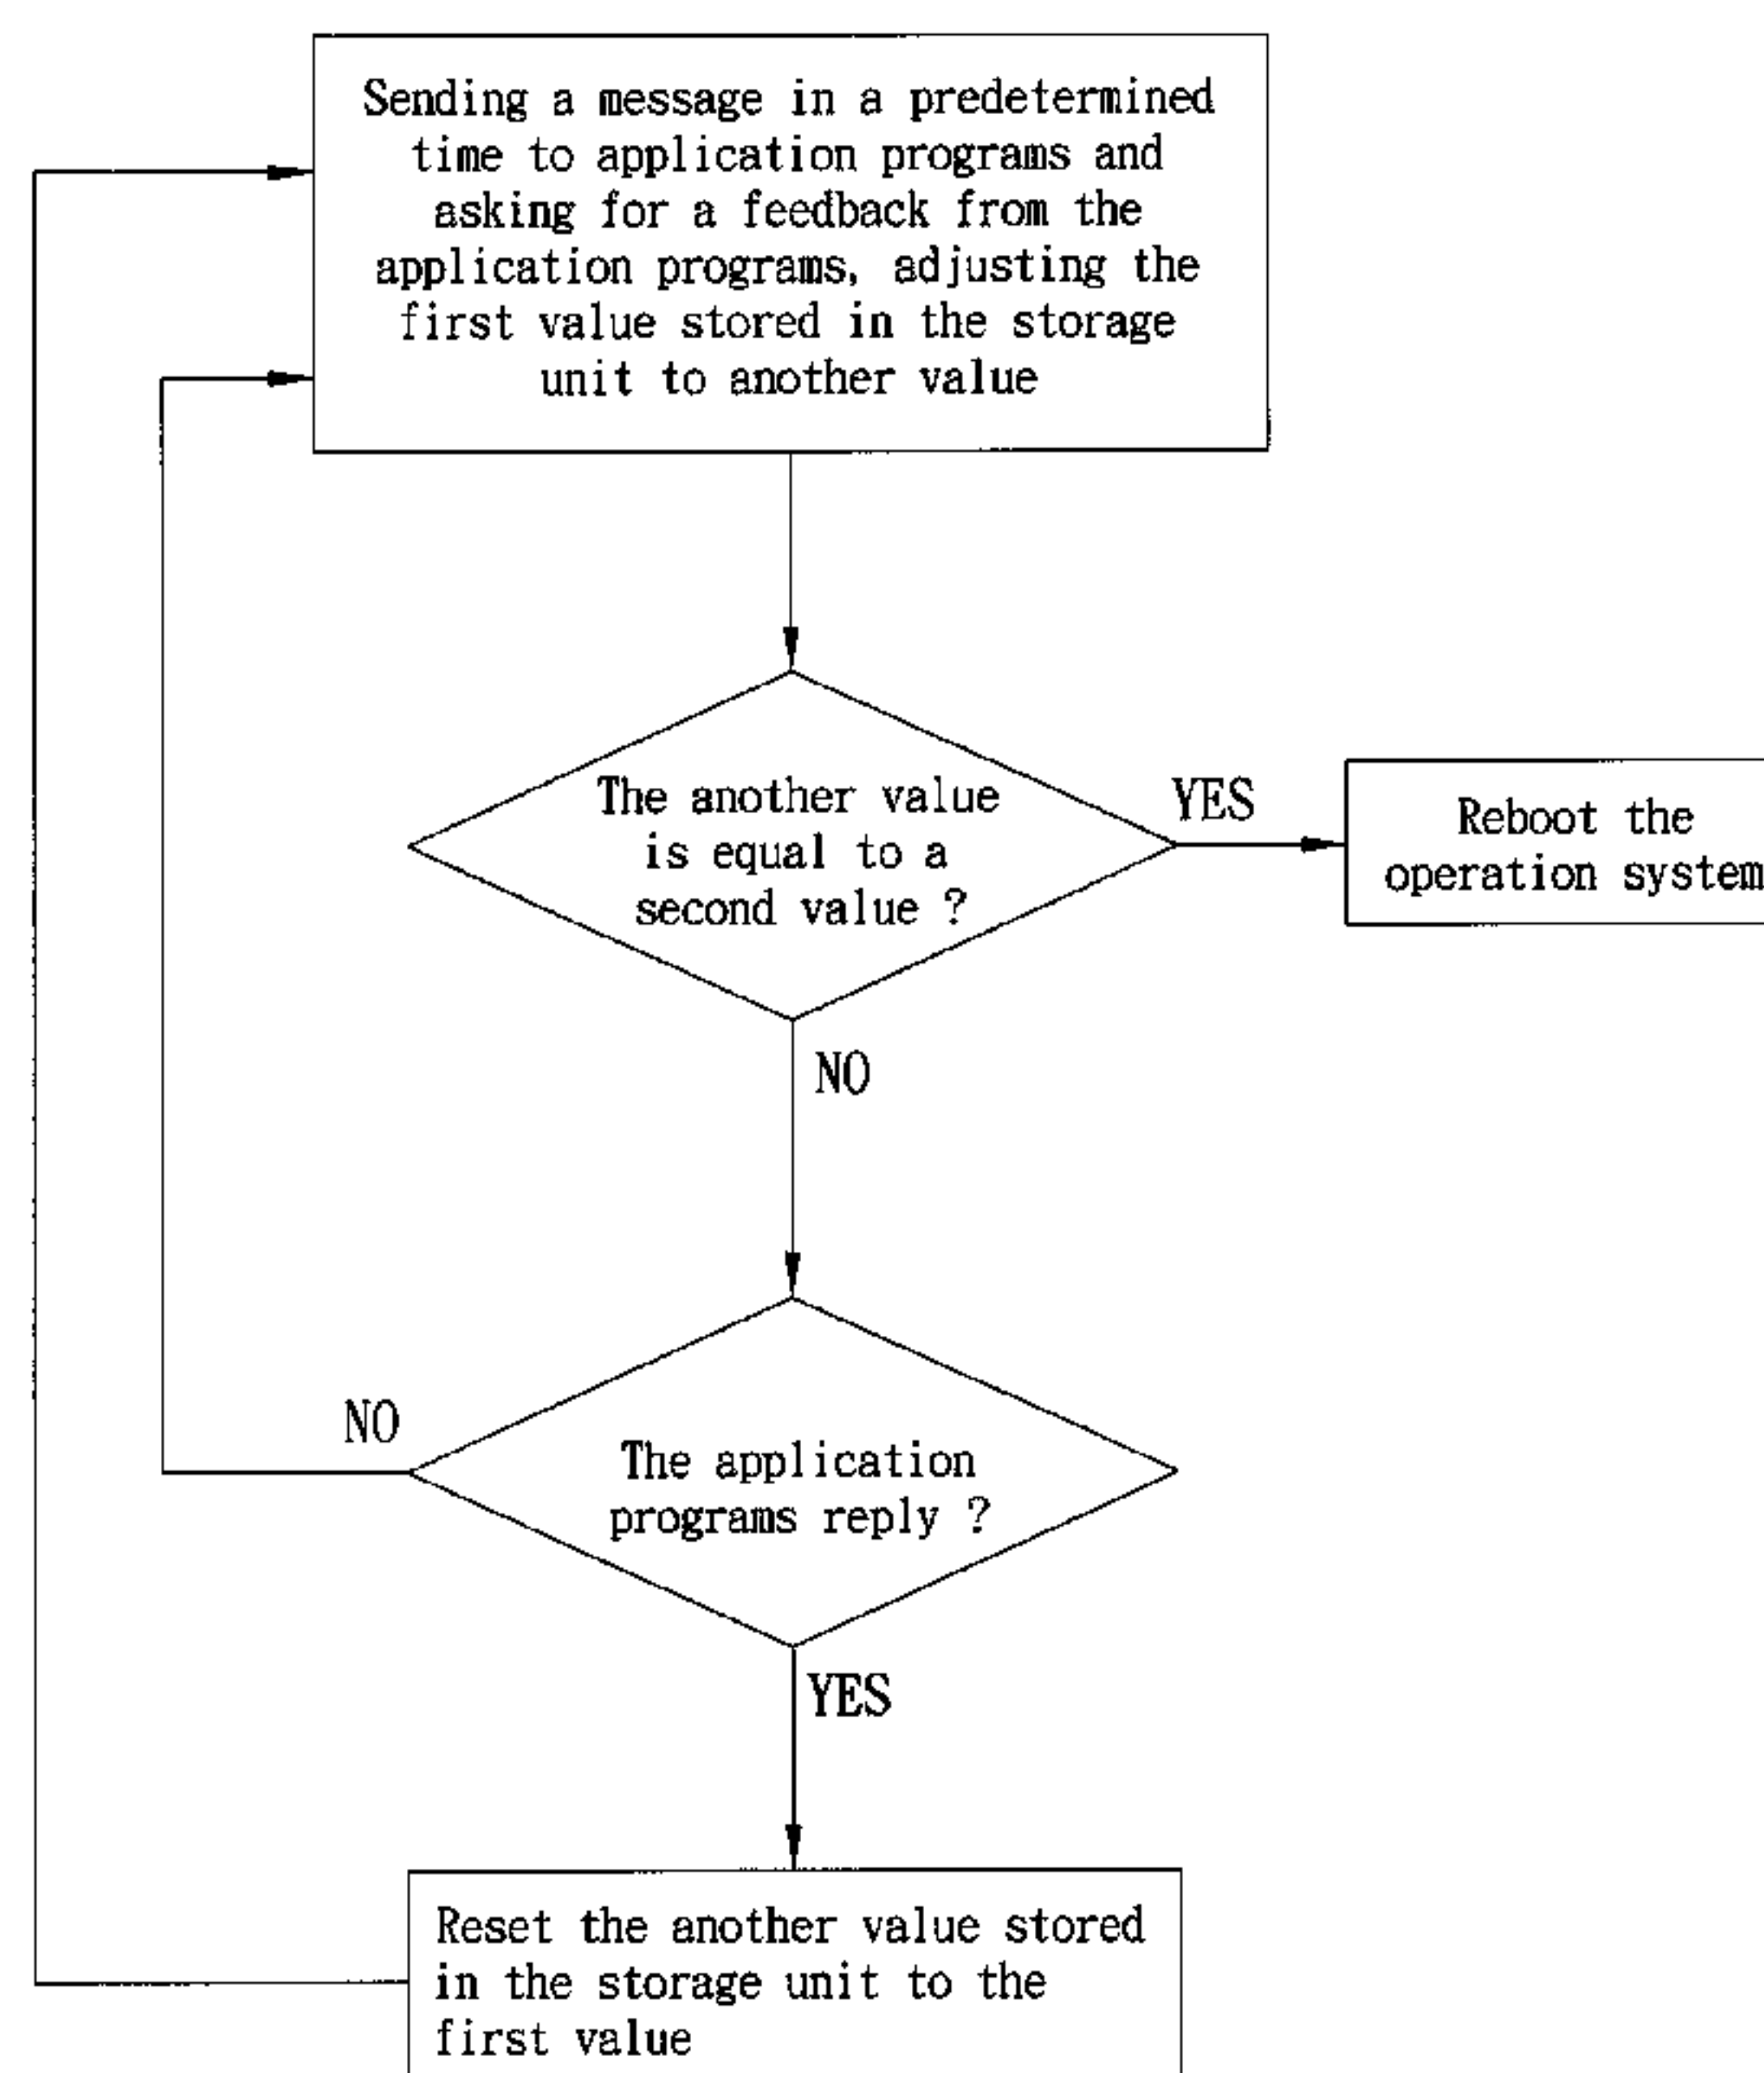 Sending a message in a predetermined
time to application programs and
asking for a feedback from the
application programs, adjusting the
first value stored in the storage
unit to another value
The another value
is equal to a
second value ?
YES
Reboot the
operation system
NO
The application
programs reply ?
NO
YES
Reset the another value stored
in the storage unit to the
first value